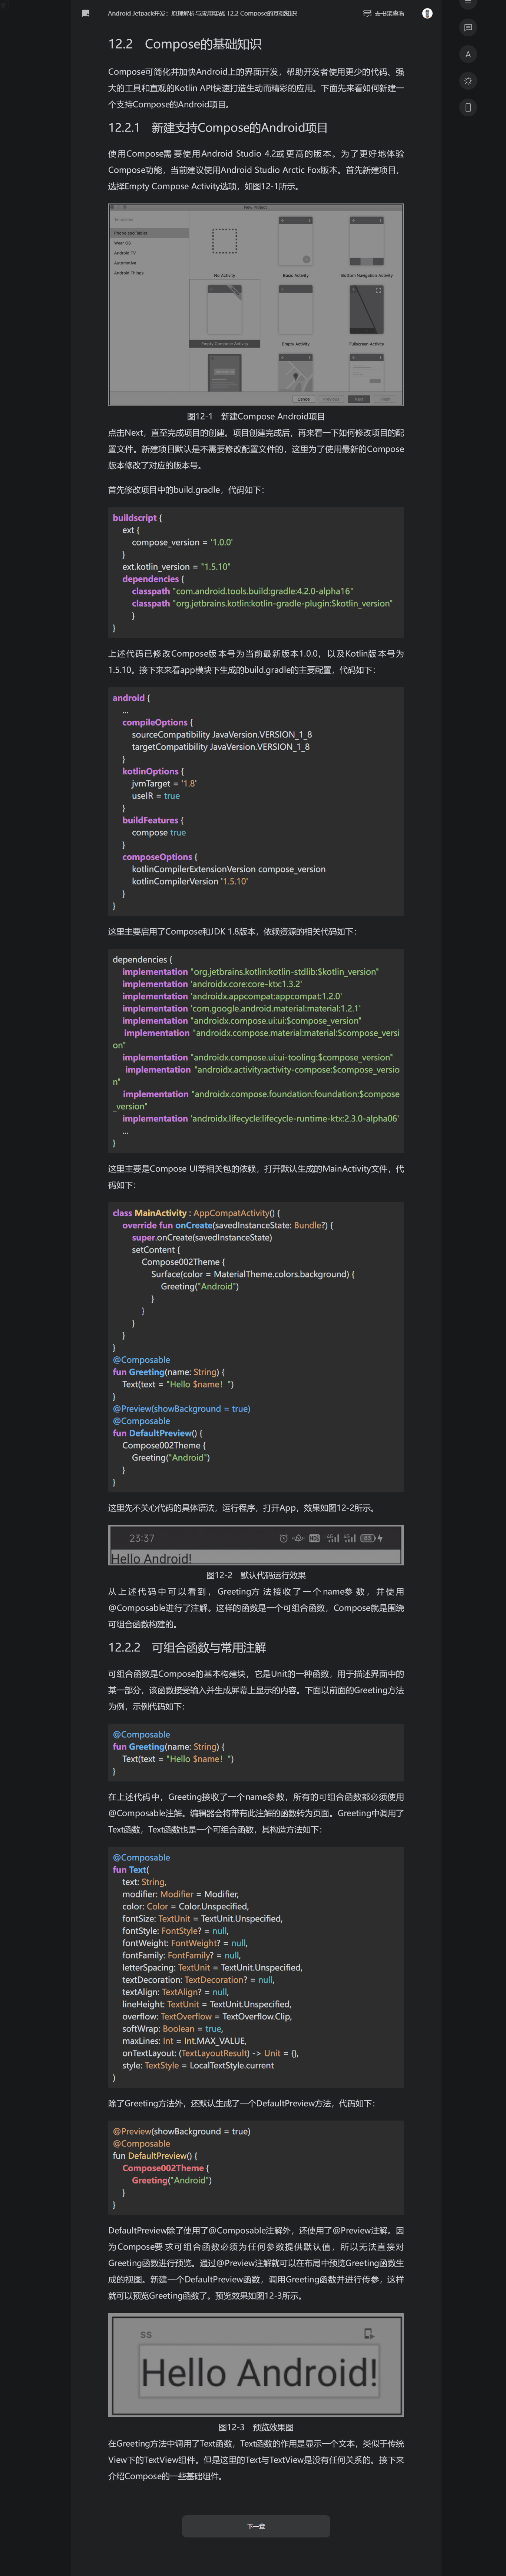 Android Jetpack开发：原理解析与应用实战 12.2 Compose的基础知识
去书架查看
12.2 Compose的基础知识
Compose可简化并加快Android上的界面开发，帮助开发者使用更少的代码、强
大的工具和直观的Kotlin API快速打造生动而精彩的应用。下面先来看如何新建一
个支持Compose的Android项目。
12.2.1 新建支持Compose的Android项目
使用Compose需要使用Android Studio 4.2或更高的版本。为了更好地体验
Compose功能，当前建议使用Android Studio Arctic Fox版本。首先新建项目，
选择Empty Compose Activity选项，如图12-1所示。
New Project
Templates
Phone and Tablet
Wear OS
Android TV
Automotive
Android Things
No Activity
Basic Activity
Bottom Navigation Activity
Empty Compose Activity
Empty Activity
Fullscreen Activity
Cancel
Previous
Next
Finish
图12-1 新建Compose Android项目
点击Next，直至完成项目的创建。项目创建完成后，再来看一下如何修改项目的配
置文件。新建项目默认是不需要修改配置文件的，这里为了使用最新的Compose
版本修改了对应的版本号。
首先修改项目中的build.gradle，代码如下：
buildscript {
ext {
compose_version = '1.0.0'
}
ext.kotlin_version = "1.5.10"
dependencies {
classpath "com.android.tools.build:gradle:4.2.0-alpha16"
classpath "org.jetbrains.kotlin:kotlin-gradle-plugin:$kotlin_version"
}
}
上述代码已修改Compose版本号为当前最新版本1.0.0，以及Kotlin版本号为
1.5.10。接下来来看app模块下生成的build.gradle的主要配置，代码如下：
android {
...
compileOptions {
sourceCompatibility JavaVersion.VERSION_1_8
targetCompatibility JavaVersion.VERSION_1_8
}
kotlinOptions {
jvmTarget = '1.8'
useIR = true
}
buildFeatures {
compose true
}
composeOptions {
kotlinCompilerExtensionVersion compose_version
kotlinCompilerVersion '1.5.10'
}
}
这里主要启用了Compose和JDK 1.8版本，依赖资源的相关代码如下：
dependencies {
implementation "org.jetbrains.kotlin:kotlin-stdlib:$kotlin_version"
implementation 'androidx.core:core-ktx:1.3.2'
implementation 'androidx.appcompat:appcompat:1.2.0'
implementation 'com.google.android.material:material:1.2.1'
implementation "androidx.compose.ui:ui:$compose_version"
implementation "androidx.compose.material:material:$compose_versi
on"
implementation "androidx.compose.ui:ui-tooling:$compose_version"
implementation "androidx.activity:activity-compose:$compose_versio
n"
implementation "androidx.compose.foundation:foundation:$compose
_version"
implementation 'androidx.lifecycle:lifecycle-runtime-ktx:2.3.0-alpha06'
...
}
这里主要是Compose UI等相关包的依赖，打开默认生成的MainActivity文件，代
码如下：
class MainActivity : AppCompatActivity() {
override fun onCreate(savedInstanceState: Bundle?) {
super.onCreate(savedInstanceState)
setContent {
Compose002Theme {
Surface(color = MaterialTheme.colors.background) {
Greeting("Android")
}
}
}
}
}
@Composable
fun Greeting(name: String) {
Text(text = "Hello $name！")
}
@Preview(showBackground = true)
@Composable
fun DefaultPreview() {
Compose002Theme {
Greeting("Android")
}
}
这里先不关心代码的具体语法，运行程序，打开App，效果如图12-2所示。
23:37
Hello Android!
图12-2 默认代码运行效果
从上述代码中可以看到，Greeting方法接收了一个name参数，并使用
@Composable进行了注解。这样的函数是一个可组合函数，Compose就是围绕
可组合函数构建的。
12.2.2 可组合函数与常用注解
可组合函数是Compose的基本构建块，它是Unit的一种函数，用于描述界面中的
某一部分，该函数接受输入并生成屏幕上显示的内容。下面以前面的Greeting方法
为例，示例代码如下：
@Composable
fun Greeting(name: String) {
Text(text = "Hello $name！")
}
在上述代码中，Greeting接收了一个name参数，所有的可组合函数都必须使用
@Composable注解。编辑器会将带有此注解的函数转为页面。Greeting中调用了
Text函数，Text函数也是一个可组合函数，其构造方法如下：
@Composable
fun Text(
text: String,
modifier: Modifier = Modifier,
color: Color = Color.Unspecified,
fontSize: TextUnit = TextUnit.Unspecified,
fontStyle: FontStyle? = null,
fontWeight: FontWeight? = null,
fontFamily: FontFamily? = null,
letterSpacing: TextUnit = TextUnit.Unspecified,
textDecoration: TextDecoration? = null,
textAlign: TextAlign? = null,
lineHeight: TextUnit = TextUnit.Unspecified,
overflow: TextOverflow = TextOverflow.Clip,
softWrap: Boolean = true,
maxLines: Int = Int.MAX_VALUE,
onTextLayout: (TextLayoutResult) -> Unit = {},
style: TextStyle = LocalTextStyle.current
)
除了Greeting方法外，还默认生成了一个DefaultPreview方法，代码如下：
@Preview(showBackground = true)
@Composable
fun DefaultPreview() {
Compose002Theme {
Greeting("Android")
}
}
DefaultPreview除了使用了@Composable注解外，还使用了@Preview注解。因
为Compose要求可组合函数必须为任何参数提供默认值，所以无法直接对
Greeting函数进行预览。通过@Preview注解就可以在布局中预览Greeting函数生
成的视图。新建一个DefaultPreview函数，调用Greeting函数并进行传参，这样
就可以预览Greeting函数了。预览效果如图12-3所示。
ss
Hello Android!
图12-3 预览效果图
在Greeting方法中调用了Text函数，Text函数的作用是显示一个文本，类似于传统
View下的TextView组件。但是这里的Text与TextView是没有任何关系的。接下来
介绍Compose的一些基础组件。
下一章